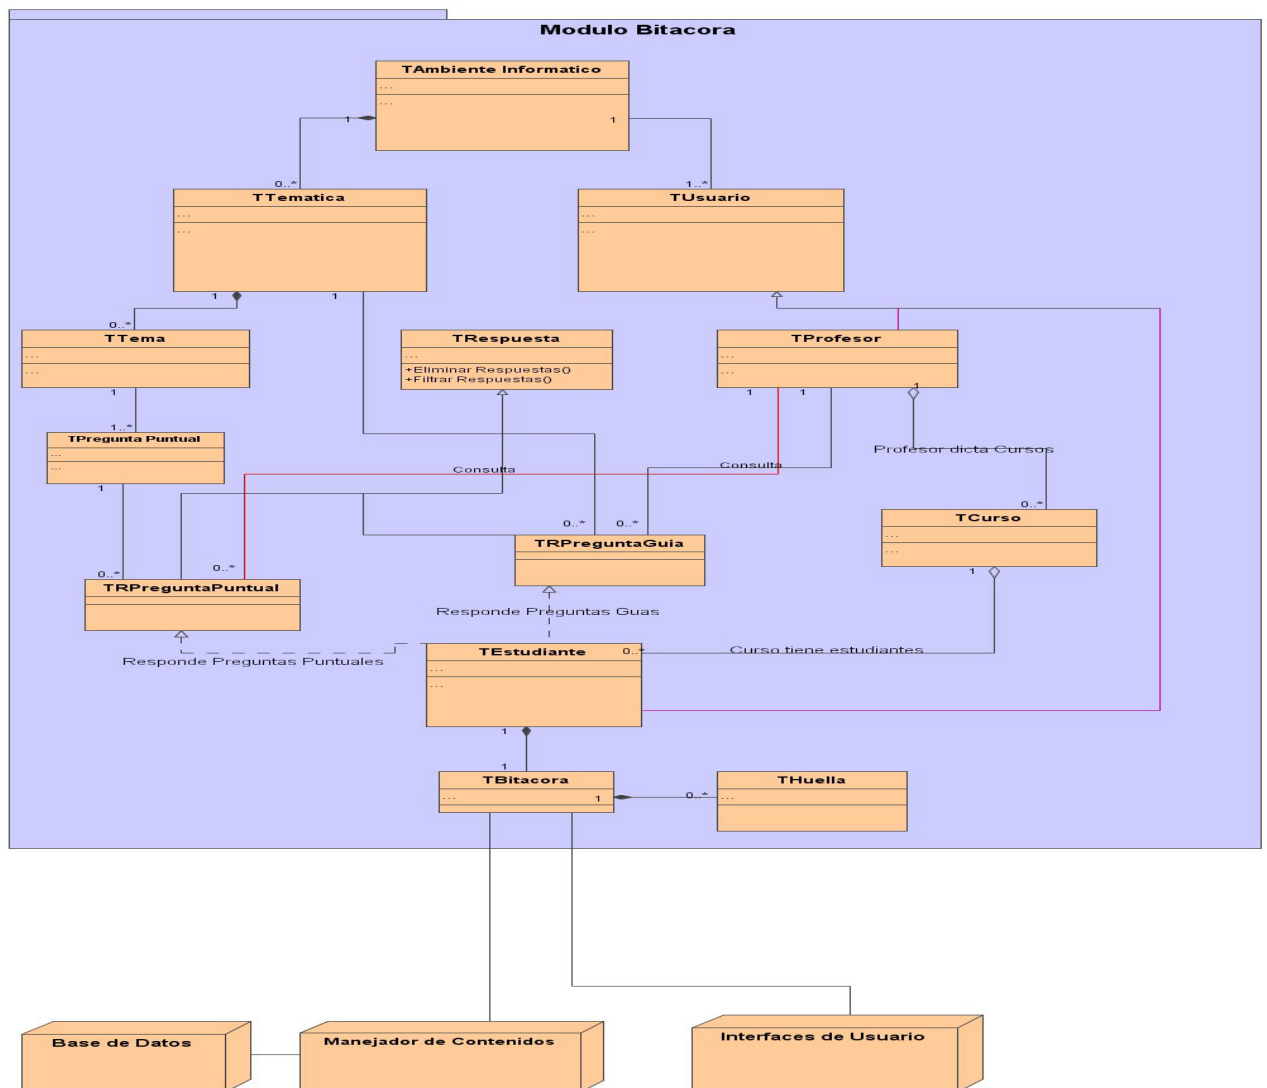 Modulo Bitacora
TAmbiente Informatico
...
...
1
1
0..*
1..*
TTematica
...
...
TUsuario
...
...
1
1
0..*
TTema
...
...
TRespuesta
...
+Eliminar Respuestas()
+Filtrar Respuestas()
TProfesor
...
...
1
1
1
1
1..*
TPregunta Puntual
...
...
Profesor dicta Cursos
Consulta
Consulta
1
0..*
TCurso
...
...
0..*
0..*
TRPreguntaGuia
0..*
0..*
TRPreguntaPuntual
1
Responde Preguntas Guas
Responde Preguntas Puntuales
TEstudiante
...
...
0..*
Curso tiene estudiantes
1
1
TBitacora
...
1
0..*
THuella
...
Base de Datos
Manejador de Contenidos
Interfaces de Usuario